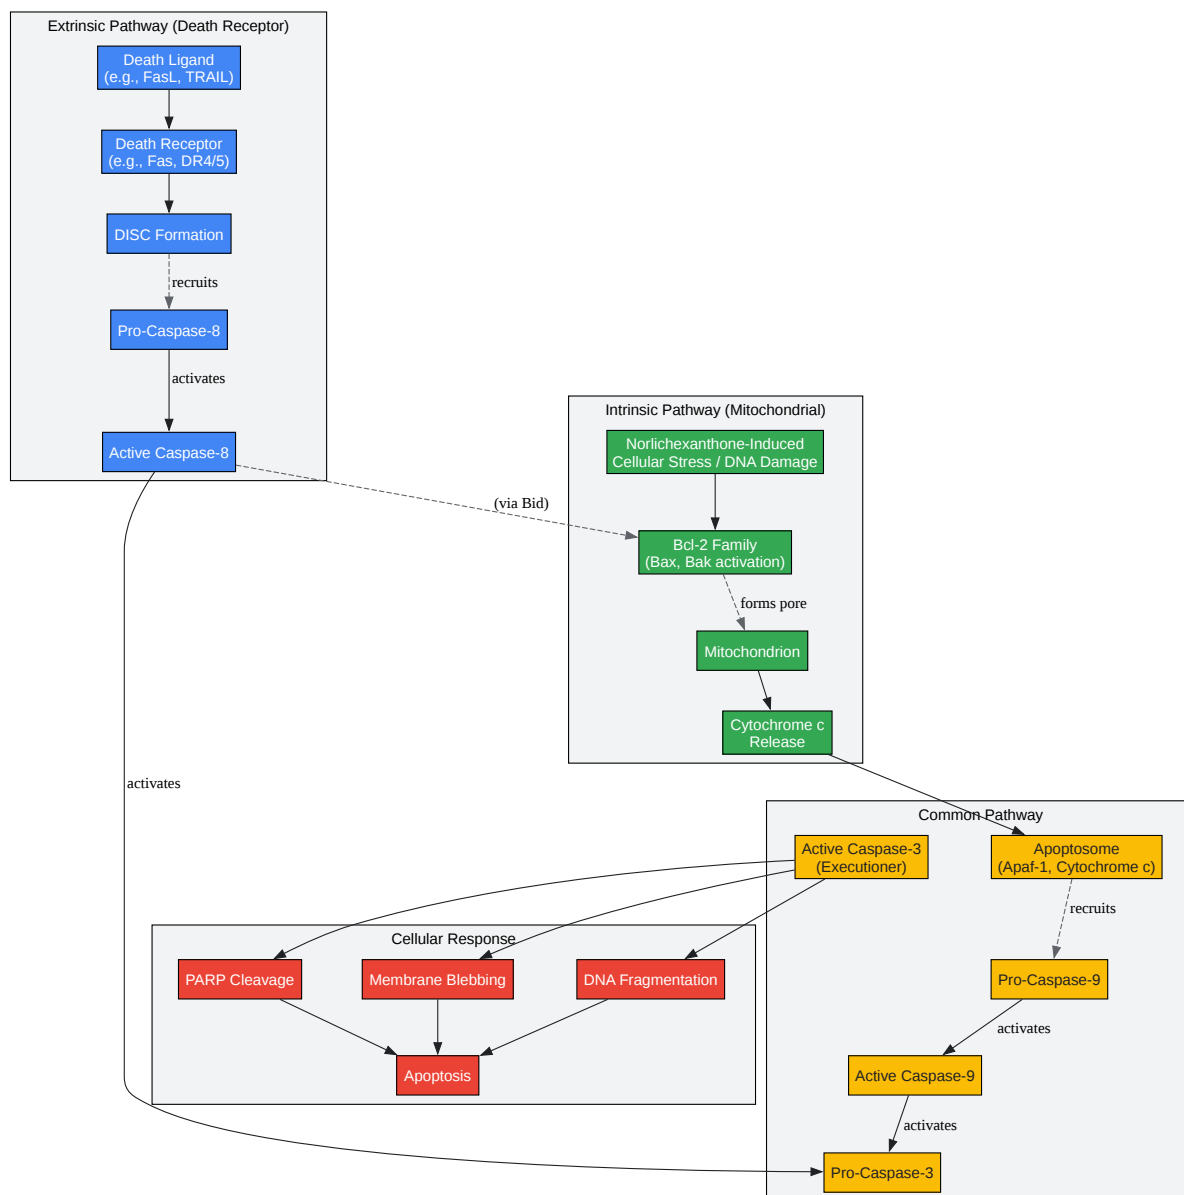 Extrinsic Pathway (Death Receptor)
Death Ligand
(e.g., FasL, TRAIL)
Death Receptor
(e.g., Fas, DR4/5)
DISC Formation
recruits
Pro-Caspase-8
activates
Active Caspase-8
(via Bid)
activates
Intrinsic Pathway (Mitochondrial)
Norlichexanthone-Induced
Cellular Stress / DNA Damage
Bcl-2 Family
(Bax, Bak activation)
forms pore
Mitochondrion
Cytochrome c
Release
Common Pathway
Active Caspase-3
(Executioner)
Apoptosome
(Apaf-1, Cytochrome c)
recruits
Pro-Caspase-9
activates
Active Caspase-9
activates
Pro-Caspase-3
Cellular Response
PARP Cleavage
Membrane Blebbing
DNA Fragmentation
Apoptosis